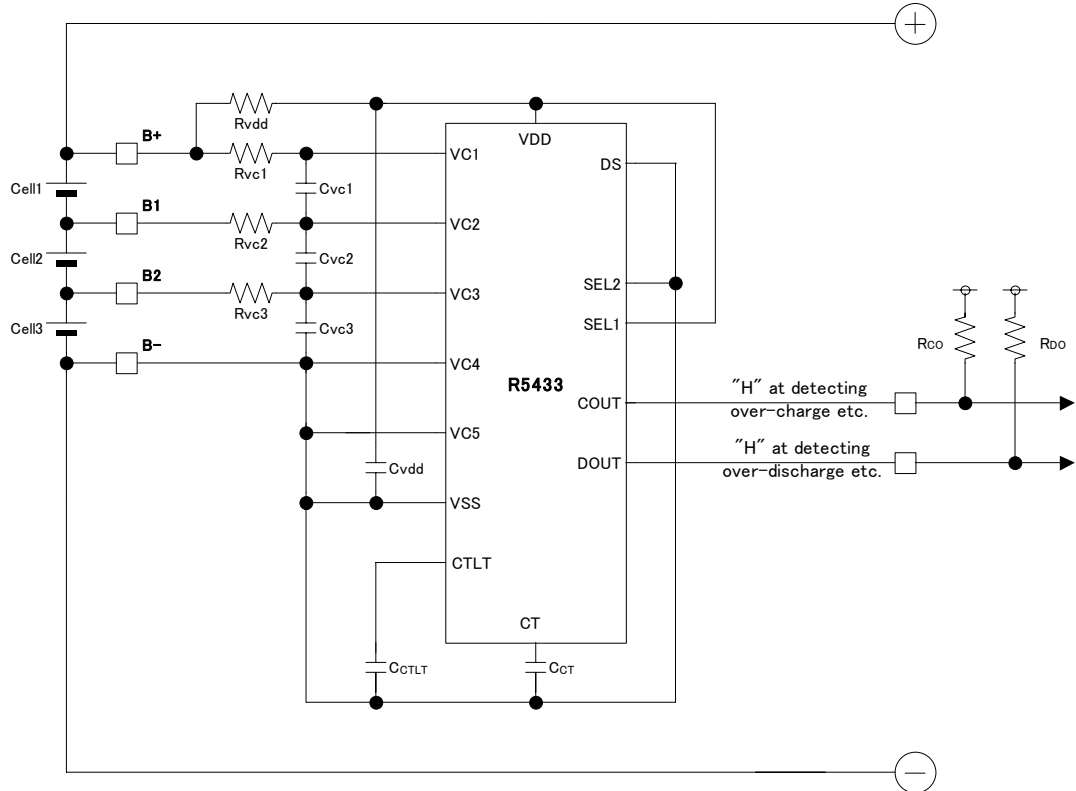 +
Rvdd
VDD
B+
Rvc1
VC1
DS
Cell1
Cvc1
B1
Rvc2
VC2
Cell2
Cvc2
SEL2
B2
Rvc3
VC3
SEL1
Cell3
Cvc3
RCO
RDO
B-
VC4
R5433
"H" at detecting
over-charge etc.
COUT
VC5
"H" at detecting
over-discharge etc.
DOUT
Cvdd
VSS
CTLT
CT
CCTLT
CCT
−